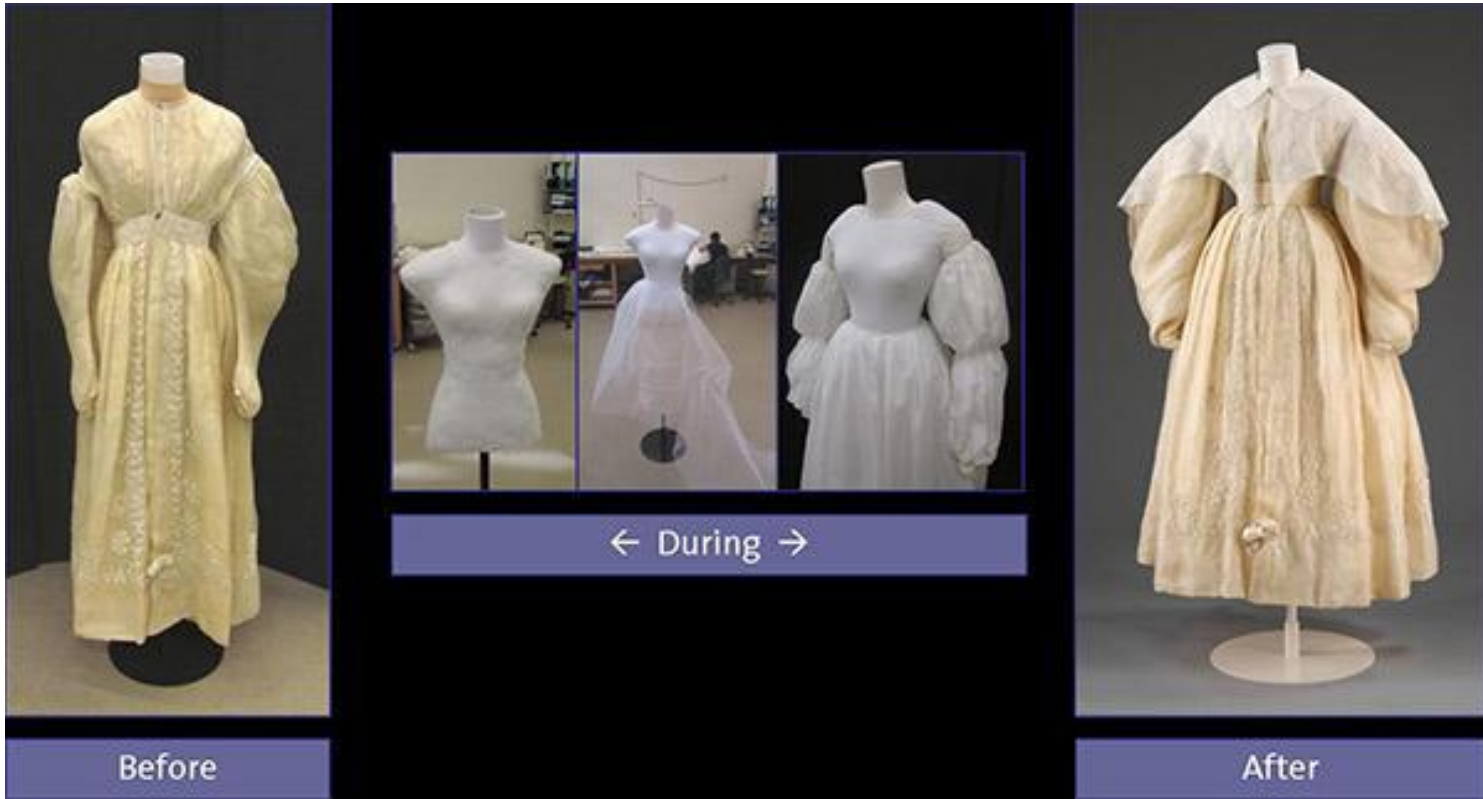 ← During →
Before
After